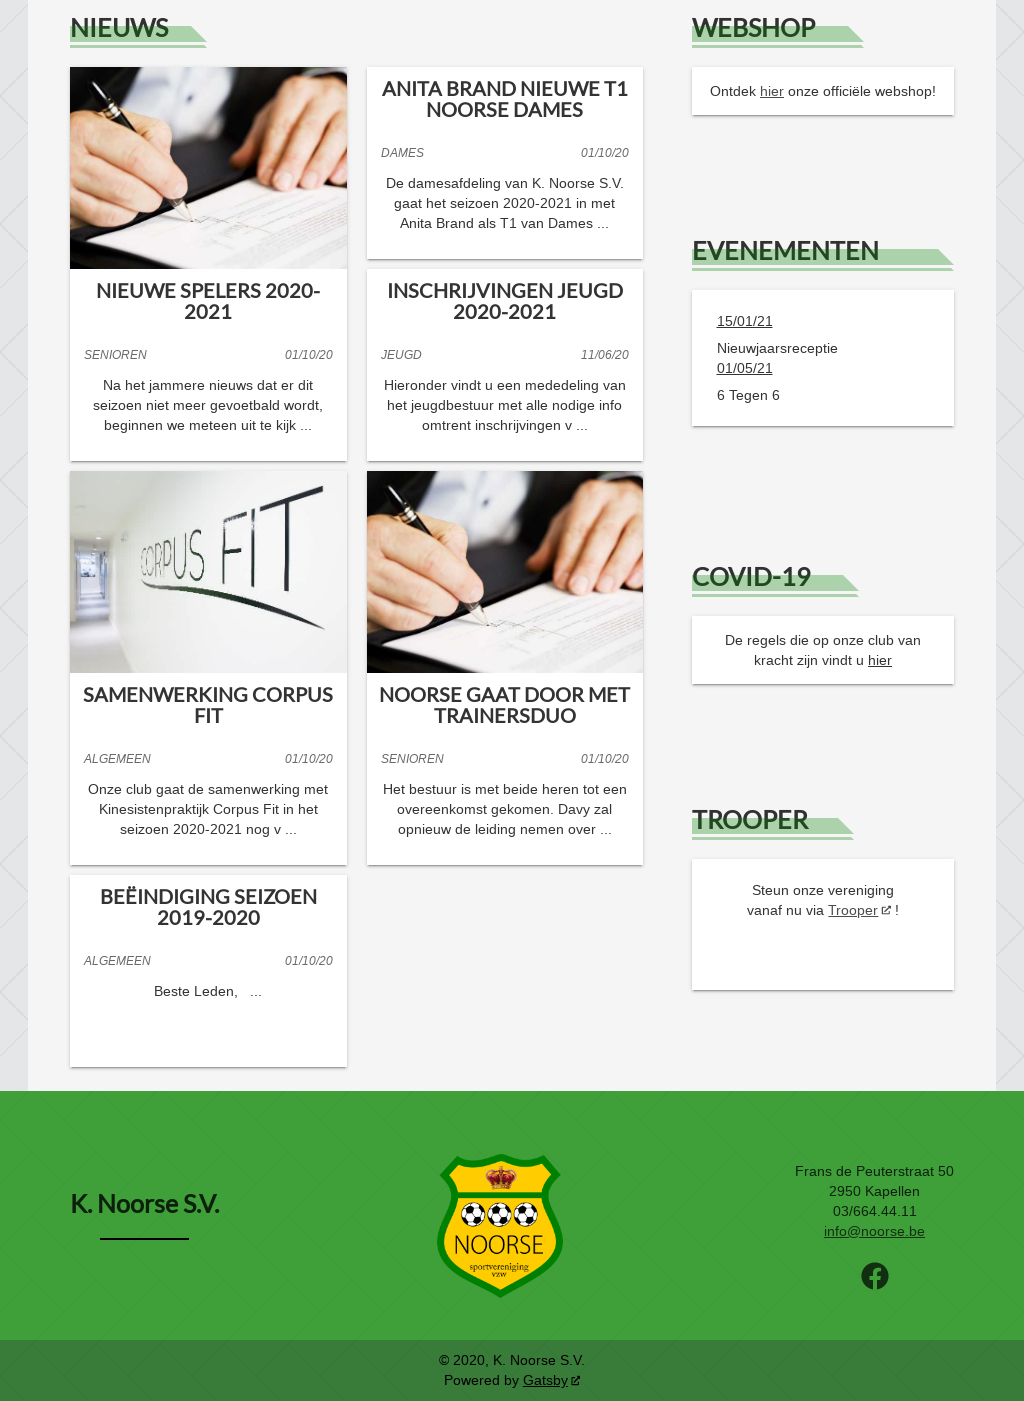 NIEUWS
NIEUWE SPELERS 2020-
2021
SENIOREN 01/10/20
Na het jammere nieuws dat er dit
seizoen niet meer gevoetbald wordt,
beginnen we meteen uit te kijk ...
ANITA BRAND NIEUWE T1
NOORSE DAMES
DAMES 01/10/20
De damesafdeling van K. Noorse S.V.
gaat het seizoen 2020-2021 in met
Anita Brand als T1 van Dames ...
INSCHRIJVINGEN JEUGD
2020-2021
JEUGD 11/06/20
Hieronder vindt u een mededeling van
het jeugdbestuur met alle nodige info
omtrent inschrijvingen v ...
CORPUS FIT
SAMENWERKING CORPUS
FIT
ALGEMEEN 01/10/20
Onze club gaat de samenwerking met
Kinesistenpraktijk Corpus Fit in het
seizoen 2020-2021 nog v ...
NOORSE GAAT DOOR MET
TRAINERSDUO
SENIOREN 01/10/20
Het bestuur is met beide heren tot een
overeenkomst gekomen. Davy zal
opnieuw de leiding nemen over ...
BEËINDIGING SEIZOEN
2019-2020
ALGEMEEN 01/10/20
Beste Leden, ...
WEBSHOP
Ontdek hier onze officiële webshop!
EVENEMENTEN
15/01/21
Nieuwjaarsreceptie
01/05/21
6 Tegen 6
COVID-19
De regels die op onze club van
kracht zijn vindt u hier
TROOPER
Steun onze vereniging
vanaf nu via Trooper !
K. Noorse S.V.
NOORSE
sportvereniging
vzw
Frans de Peuterstraat 50
2950 Kapellen
03/664.44.11
info@noorse.be
© 2020, K. Noorse S.V.
Powered by Gatsby